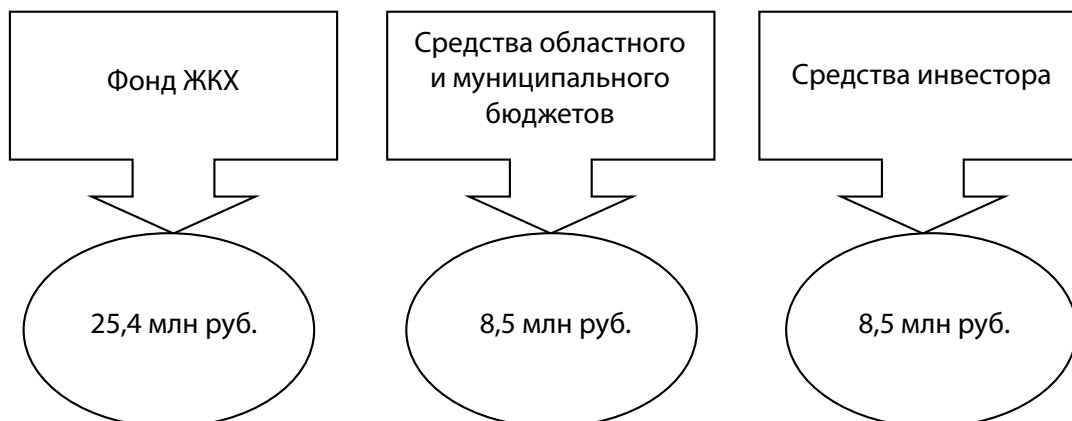 Фонд ЖКХ
Средства областного
и муниципального
бюджетов
Средства инвестора
25,4 млн руб.
8,5 млн руб.
8,5 млн руб.